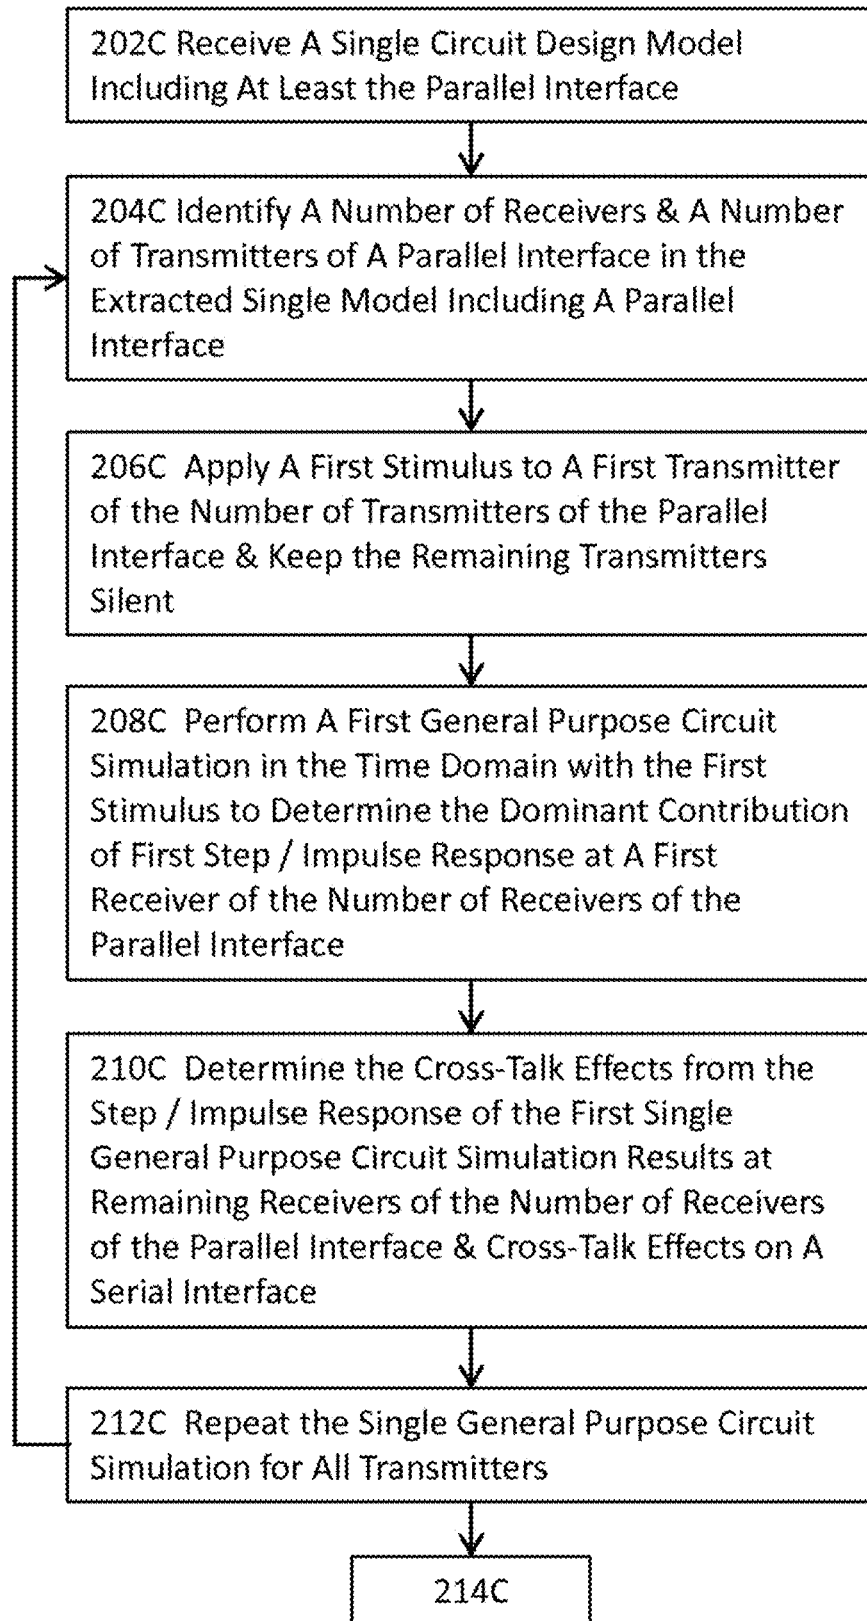 202C Receive A Single Circuit Design Model
Including At Least the Parallel Interface
204C Identify A Number of Receivers & A Number
of Transmitters of A Parallel Interface in the
Extracted Single Model Including A Parallel
Interface
206C Apply A First Stimulus to A First Transmitter
of the Number of Transmitters of the Parallel
Interface & Keep the Remaining Transmitters
Silent
208C Perform A First General Purpose Circuit
Simulation in the Time Domain with the First
Stimulus to Determine the Dominant Contribution
of First Step / Impulse Response at A First
Receiver of the Number of Receivers of the
Parallel Interface
210C Determine the Cross-Talk Effects from the
Step / Impulse Response of the First Single
General Purpose Circuit Simulation Results at
Remaining Receivers of the Number of Receivers
of the Parallel Interface & Cross-Talk Effects on A
Serial Interface
212C Repeat the Single General Purpose Circuit
Simulation for All Transmitters
214C